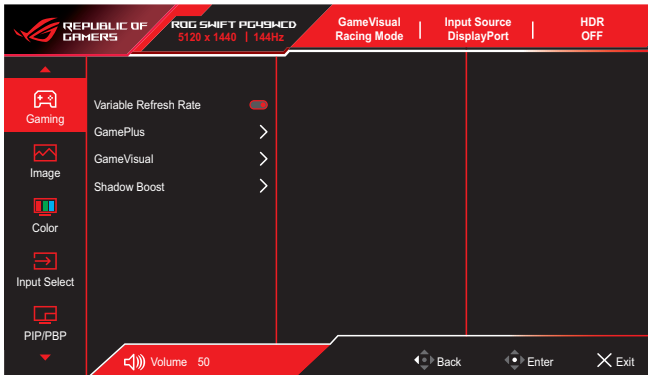 REPUBLIC OF
GAMERS
ROG SWIFT PG49WCD
5120 x 1440 | 144Hz
GameVisual
Racing Mode
Input Source
DisplayPort
HDR
OFF
Gaming
Image
Color
Input Select
PIP/PBP
Variable Refresh Rate
GamePlus
GameVisual
Shadow Boost
Volume 50
Back
Enter
Exit